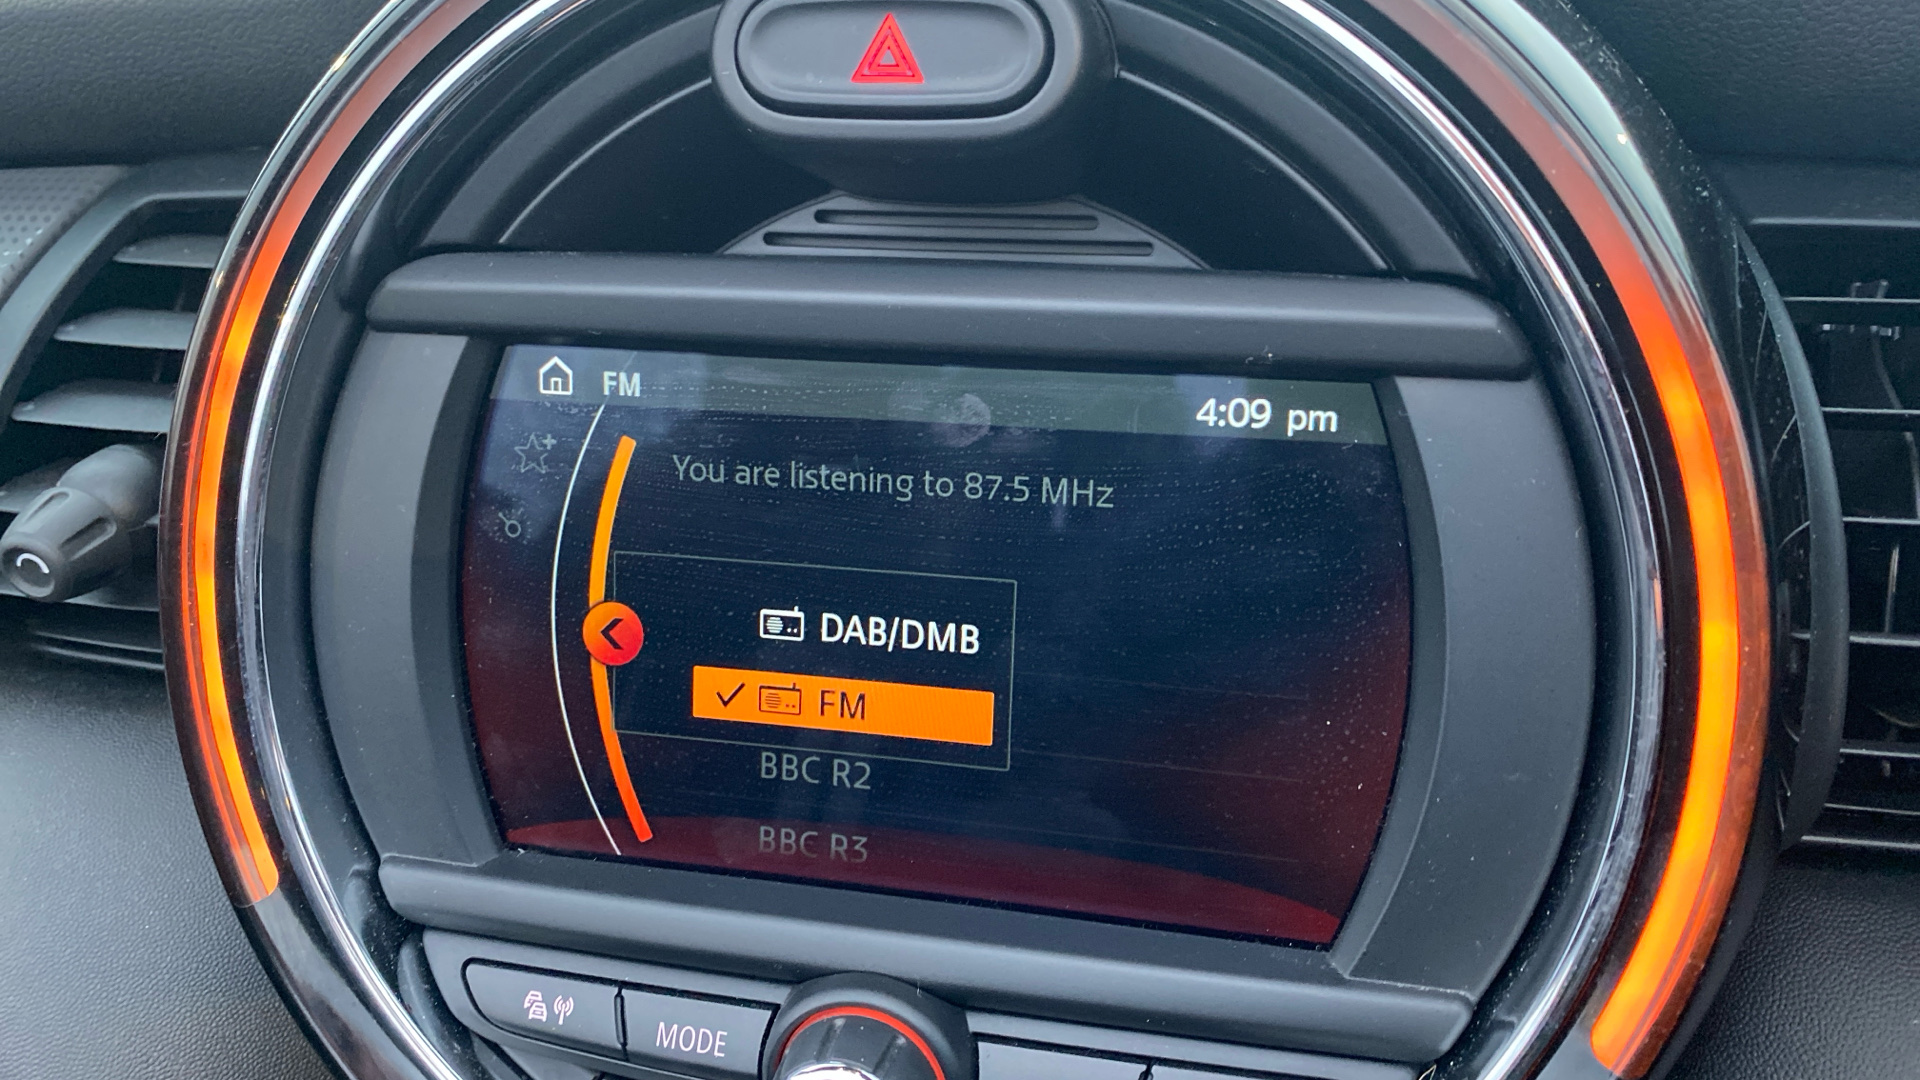 FM
4:09 pm
You are listening to 87.5 MHz
DAB/DMB
FM
BBC R2
BBC R3
MODE